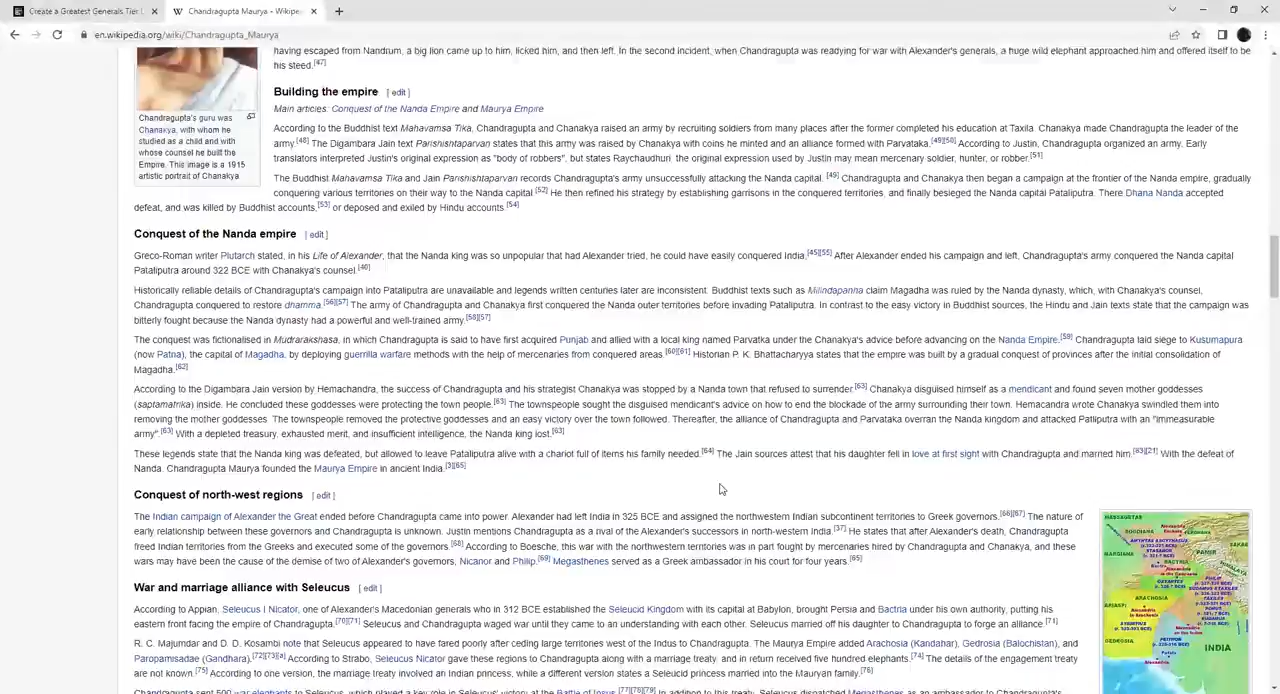 Create a Greatest Generals Tier L
Chandragupta Maurya - Wikipe
en.wikipedia.org/wiki/Chandragupta_Maurya
having escaped from Nandrum, a big lion came up to him, licked him, and then left. In the second incident, when Chandragupta was readying for war with Alexander's generals, a huge wild elephant approached him and offered itself to be
his steed.[47]
Chandragupta's guru was
Chanakya, with whom he
studied as a child and with
whose counsel he built the
Empire. This image is a 1915
artistic portrait of Chanakya
Building the empire [ edit ]
Main articles: Conquest of the Nanda Empire and Maurya Empire
According to the Buddhist text Mahavamsa Tika, Chandragupta and Chanakya raised an army by recruiting soldiers from many places after the former completed his education at Taxila. Chanakya made Chandragupta the leader of the
army.[48] The Digambara Jain text Parishishtaparvan states that this army was raised by Chanakya with coins he minted and an alliance formed with Parvataka.[49][50] According to Justin, Chandragupta organized an army. Early
translators interpreted Justin's original expression as "body of robbers", but states Raychaudhuri, the original expression used by Justin may mean mercenary soldier, hunter, or robber.[51]
The Buddhist Mahavamsa Tika and Jain Parishishtaparvan records Chandragupta's army unsuccessfully attacking the Nanda capital. [49] Chandragupta and Chanakya then began a campaign at the frontier of the Nanda empire, gradually
conquering various territories on their way to the Nanda capital.[52] He then refined his strategy by establishing garrisons in the conquered territories, and finally besieged the Nanda capital Pataliputra. There Dhana Nanda accepted
defeat, and was killed by Buddhist accounts,[53] or deposed and exiled by Hindu accounts.[54]
Conquest of the Nanda empire [ edit ]
Greco-Roman writer Plutarch stated, in his Life of Alexander, that the Nanda king was so unpopular that had Alexander tried, he could have easily conquered India.[45][55] After Alexander ended his campaign and left, Chandragupta's army conquered the Nanda capital
Pataliputra around 322 BCE with Chanakya's counsel.[40]
Historically reliable details of Chandragupta's campaign into Pataliputra are unavailable and legends written centuries later are inconsistent. Buddhist texts such as Milindapanha claim Magadha was ruled by the Nanda dynasty, which, with Chanakya's counsel,
Chandragupta conquered to restore dhamma.[56][57] The army of Chandragupta and Chanakya first conquered the Nanda outer territories before invading Pataliputra. In contrast to the easy victory in Buddhist sources, the Hindu and Jain texts state that the campaign was
bitterly fought because the Nanda dynasty had a powerful and well-trained army.[58][57]
The conquest was fictionalised in Mudrarakshasa, in which Chandragupta is said to have first acquired Punjab and allied with a local king named Parvatka under the Chanakya's advice before advancing on the Nanda Empire.[59] Chandragupta laid siege to Kusumapura
(now Patna), the capital of Magadha, by deploying guerrilla warfare methods with the help of mercenaries from conquered areas.[60][61] Historian P. K. Bhattacharyya states that the empire was built by a gradual conquest of provinces after the initial consolidation of
Magadha.[62]
According to the Digambara Jain version by Hemachandra, the success of Chandragupta and his strategist Chanakya was stopped by a Nanda town that refused to surrender.[63] Chanakya disguised himself as a mendicant and found seven mother goddesses
(saptamatrika) inside. He concluded these goddesses were protecting the town people.[63] The townspeople sought the disguised mendicant's advice on how to end the blockade of the army surrounding their town. Hemacandra wrote Chanakya swindled them into
removing the mother goddesses. The townspeople removed the protective goddesses and an easy victory over the town followed. Thereafter, the alliance of Chandragupta and Parvataka overran the Nanda kingdom and attacked Patliputra with an "immeasurable
army".[63] With a depleted treasury, exhausted merit, and insufficient intelligence, the Nanda king lost.[63]
These legends state that the Nanda king was defeated, but allowed to leave Pataliputra alive with a chariot full of items his family needed.[64] The Jain sources attest that his daughter fell in love at first sight with Chandragupta and married him.[63][21] With the defeat of
Nanda, Chandragupta Maurya founded the Maurya Empire in ancient India.[3][65]
Conquest of north-west regions [ edit ]
The Indian campaign of Alexander the Great ended before Chandragupta came into power. Alexander had left India in 325 BCE and assigned the northwestern Indian subcontinent territories to Greek governors.[66][67] The nature of
early relationship between these governors and Chandragupta is unknown. Justin mentions Chandragupta as a rival of the Alexander's successors in north-western India.[37] He states that after Alexander's death, Chandragupta
freed Indian territories from the Greeks and executed some of the governors.[68] According to Boesche, this war with the northwestern territories was in part fought by mercenaries hired by Chandragupta and Chanakya, and these
wars may have been the cause of the demise of two of Alexander's governors, Nicanor and Philip.[69] Megasthenes served as a Greek ambassador in his court for four years.[65]
War and marriage alliance with Seleucus [ edit ]
According to Appian, Seleucus I Nicator, one of Alexander's Macedonian generals who in 312 BCE established the Seleucid Kingdom with its capital at Babylon, brought Persia and Bactria under his own authority, putting his
eastern front facing the empire of Chandragupta.[70][71] Seleucus and Chandragupta waged war until they came to an understanding with each other. Seleucus married off his daughter to Chandragupta to forge an alliance.[71]
R. C. Majumdar and D. D. Kosambi note that Seleucus appeared to have fared poorly after ceding large territories west of the Indus to Chandragupta. The Maurya Empire added Arachosia (Kandahar), Gedrosia (Balochistan), and
Paropamisadae (Gandhara).[72][73][a] According to Strabo, Seleucus Nicator gave these regions to Chandragupta along with a marriage treaty, and in return received five hundred elephants.[74] The details of the engagement treaty
are not known.[75] According to one version, the marriage treaty involved an Indian princess, while a different version states a Seleucid princess married into the Mauryan family.[76]
Chandragupta sent 500 war elephants to Seleucus, which played a key role in Seleucus' victory at the Battle of Ipsus.[77][78][79] In addition to this treaty, Seleucus dispatched Megasthenes as an ambassador to Chandragupta's
MASSAGETAE
SOGDIANA
PAMIR
MARGIANA
BACTRIA
ARACHOSIA
GEDROSIA
INDIA